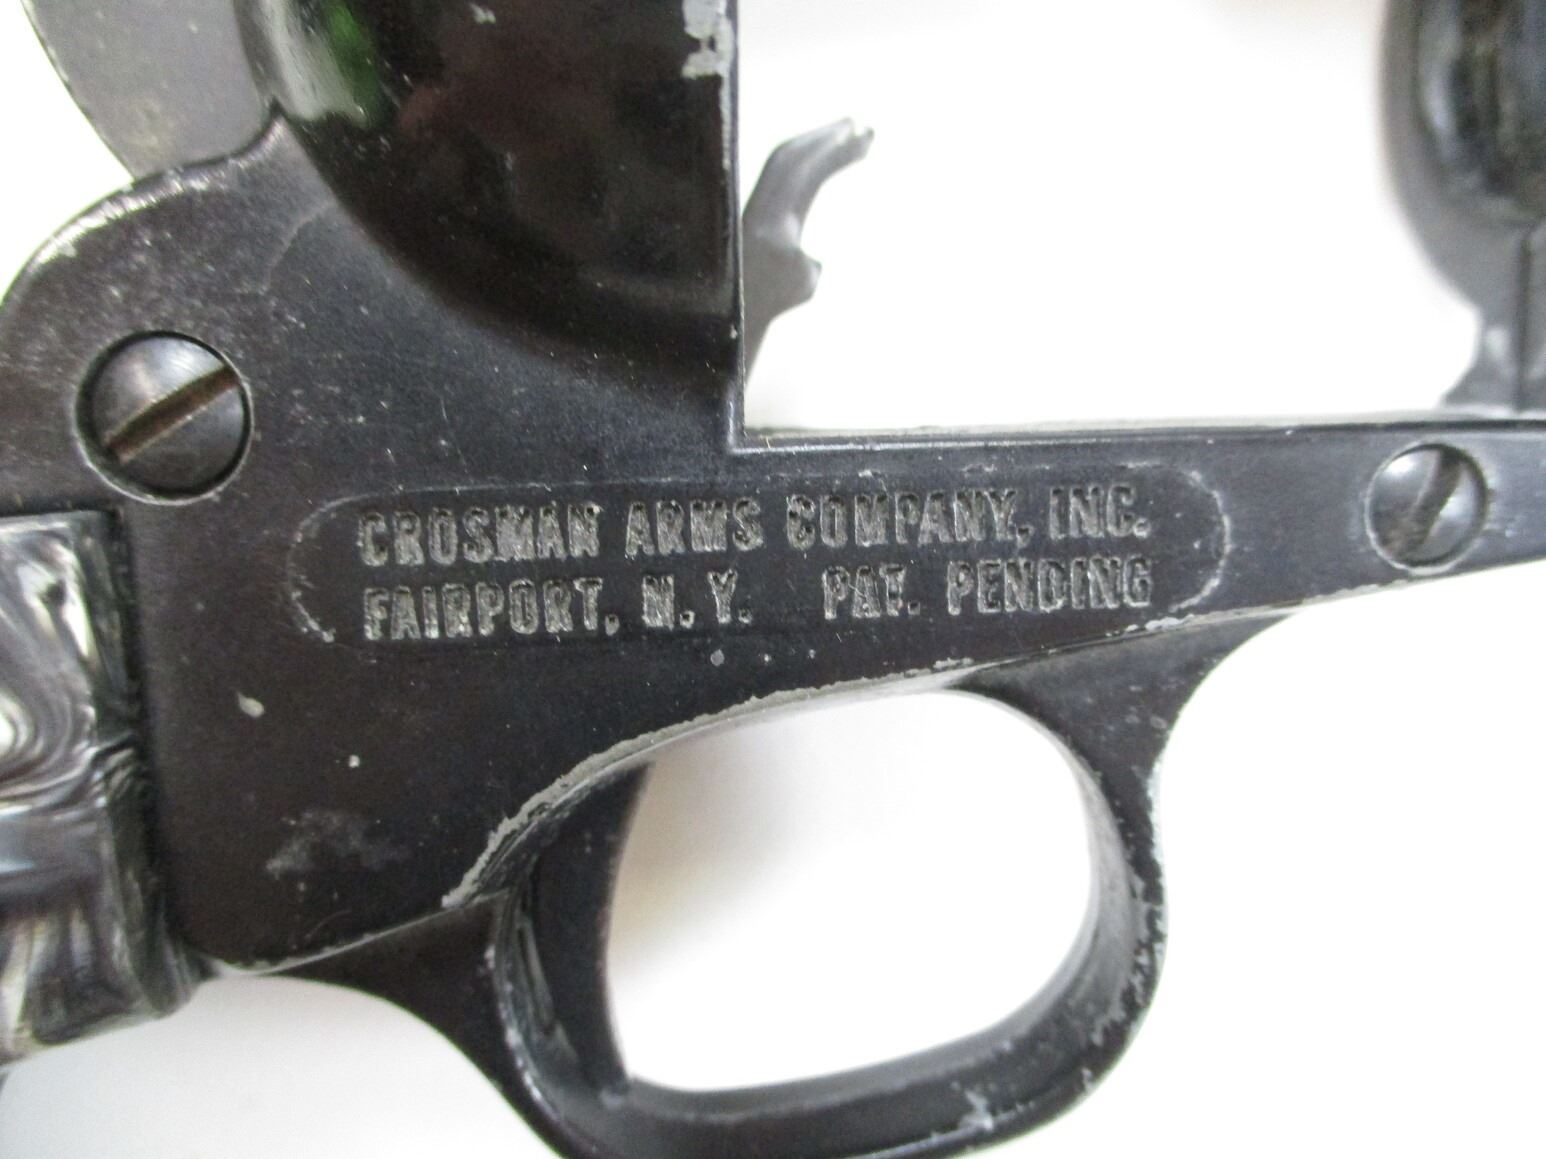 CROSMAN ARMS COMPANY, INC.
FAIRPORT, N.Y. PAT. PENDING